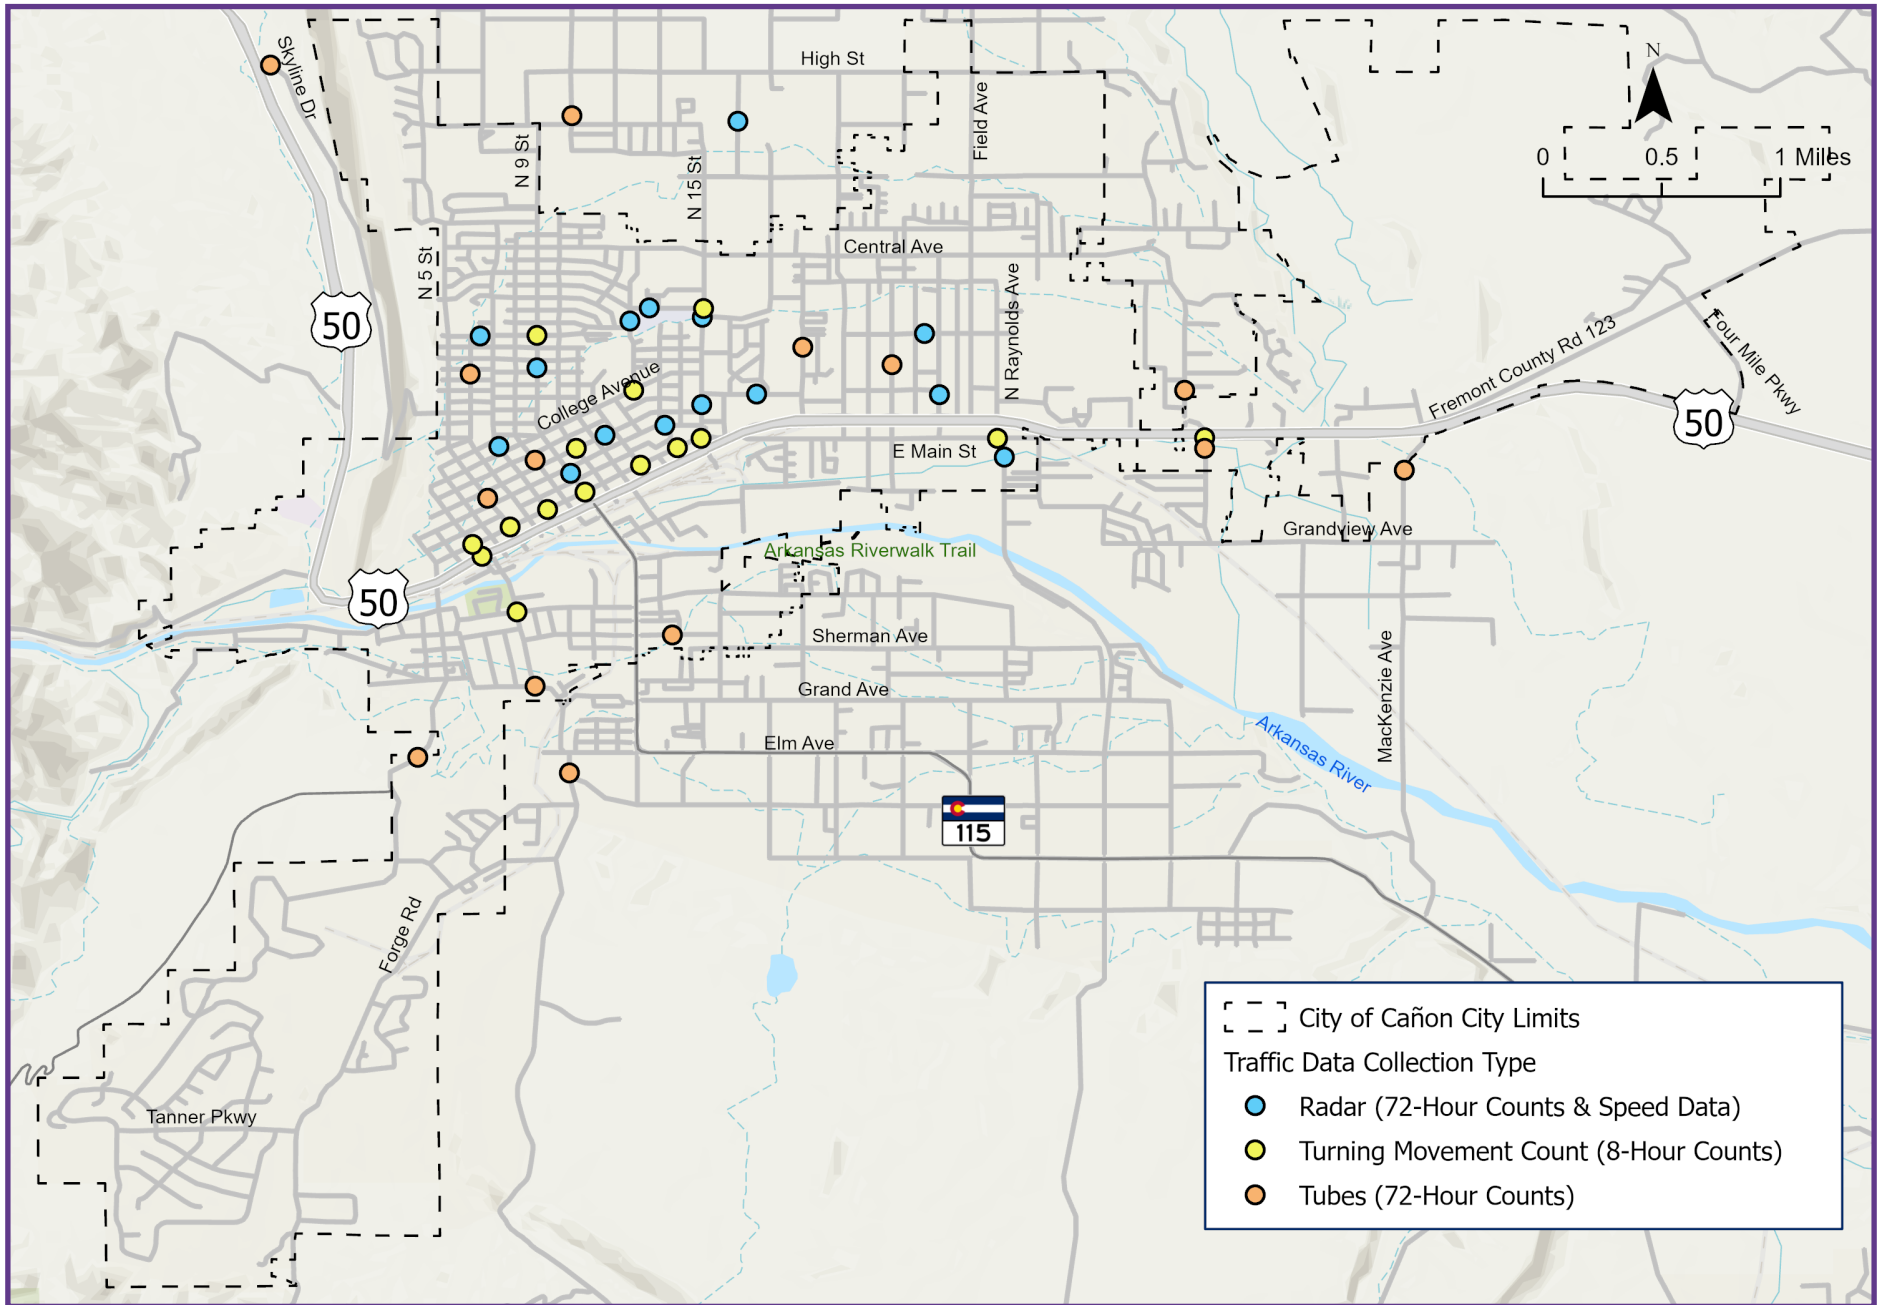 High St
Skyline Dr
N
Field Ave
N 9 St
N 15 St
0 0.5 1 Miles
Central Ave
N 5 St
N Raynolds Ave
50
Fremont County Rd 123
Four Mile Pkwy
College Avenue
50
E Main St
Grandview Ave
Arkansas Riverwalk Trail
50
Sherman Ave
MacKenzie Ave
Grand Ave
Elm Ave
Arkansas River
115
Forge Rd
Tanner Pkwy
City of Cañon City Limits
Traffic Data Collection Type
Radar (72-Hour Counts & Speed Data)
Turning Movement Count (8-Hour Counts)
Tubes (72-Hour Counts)